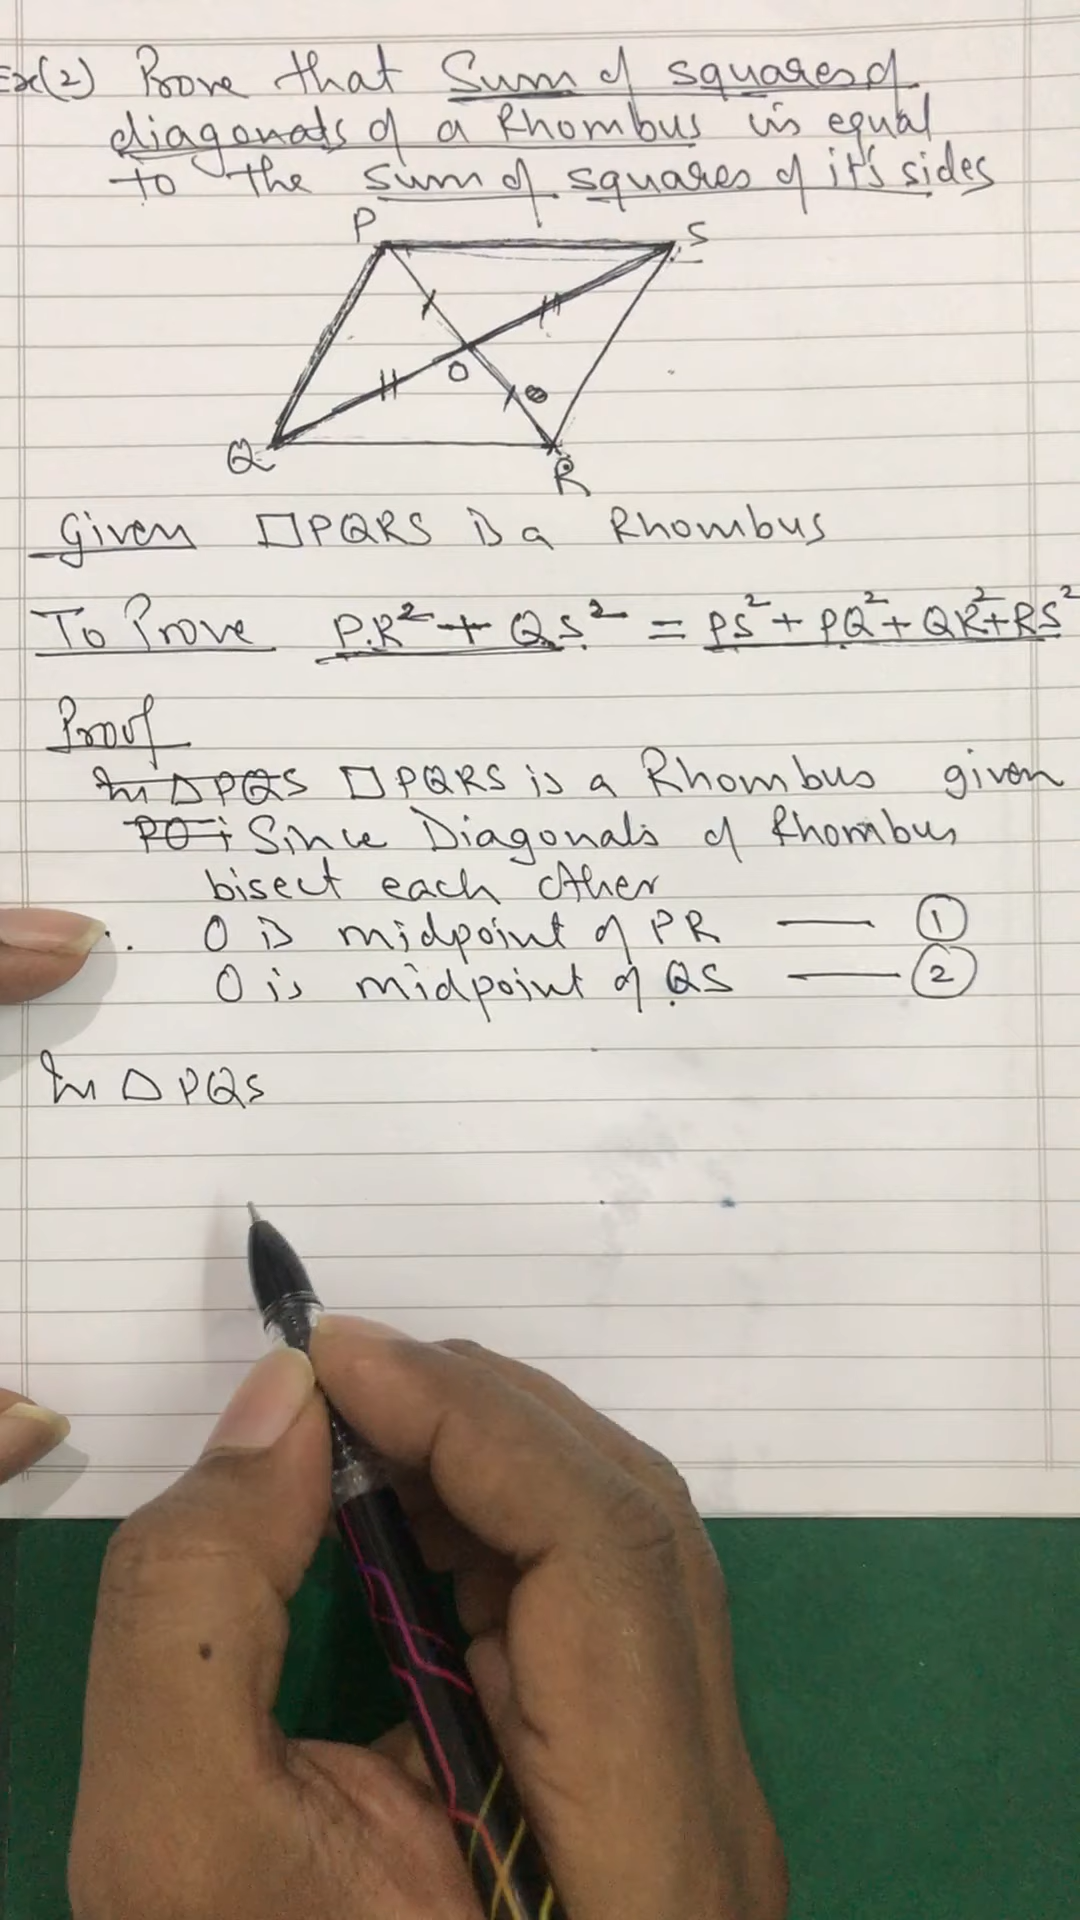 Ex(2) Prove that Sum of squares of
diagonals of a Rhombus is equal
to the sum of squares of it's sides
P
S
O
Q
R
Given □PQRS is a Rhombus
To Prove PR² + QS² = PS² + PQ² + QR² + RS²
Proof
In △PQS □PQRS is a Rhombus given
PO is Since Diagonals of Rhombus
bisect each other
∴ O is midpoint of PR — ①
O is midpoint of QS — ②
In △PQS